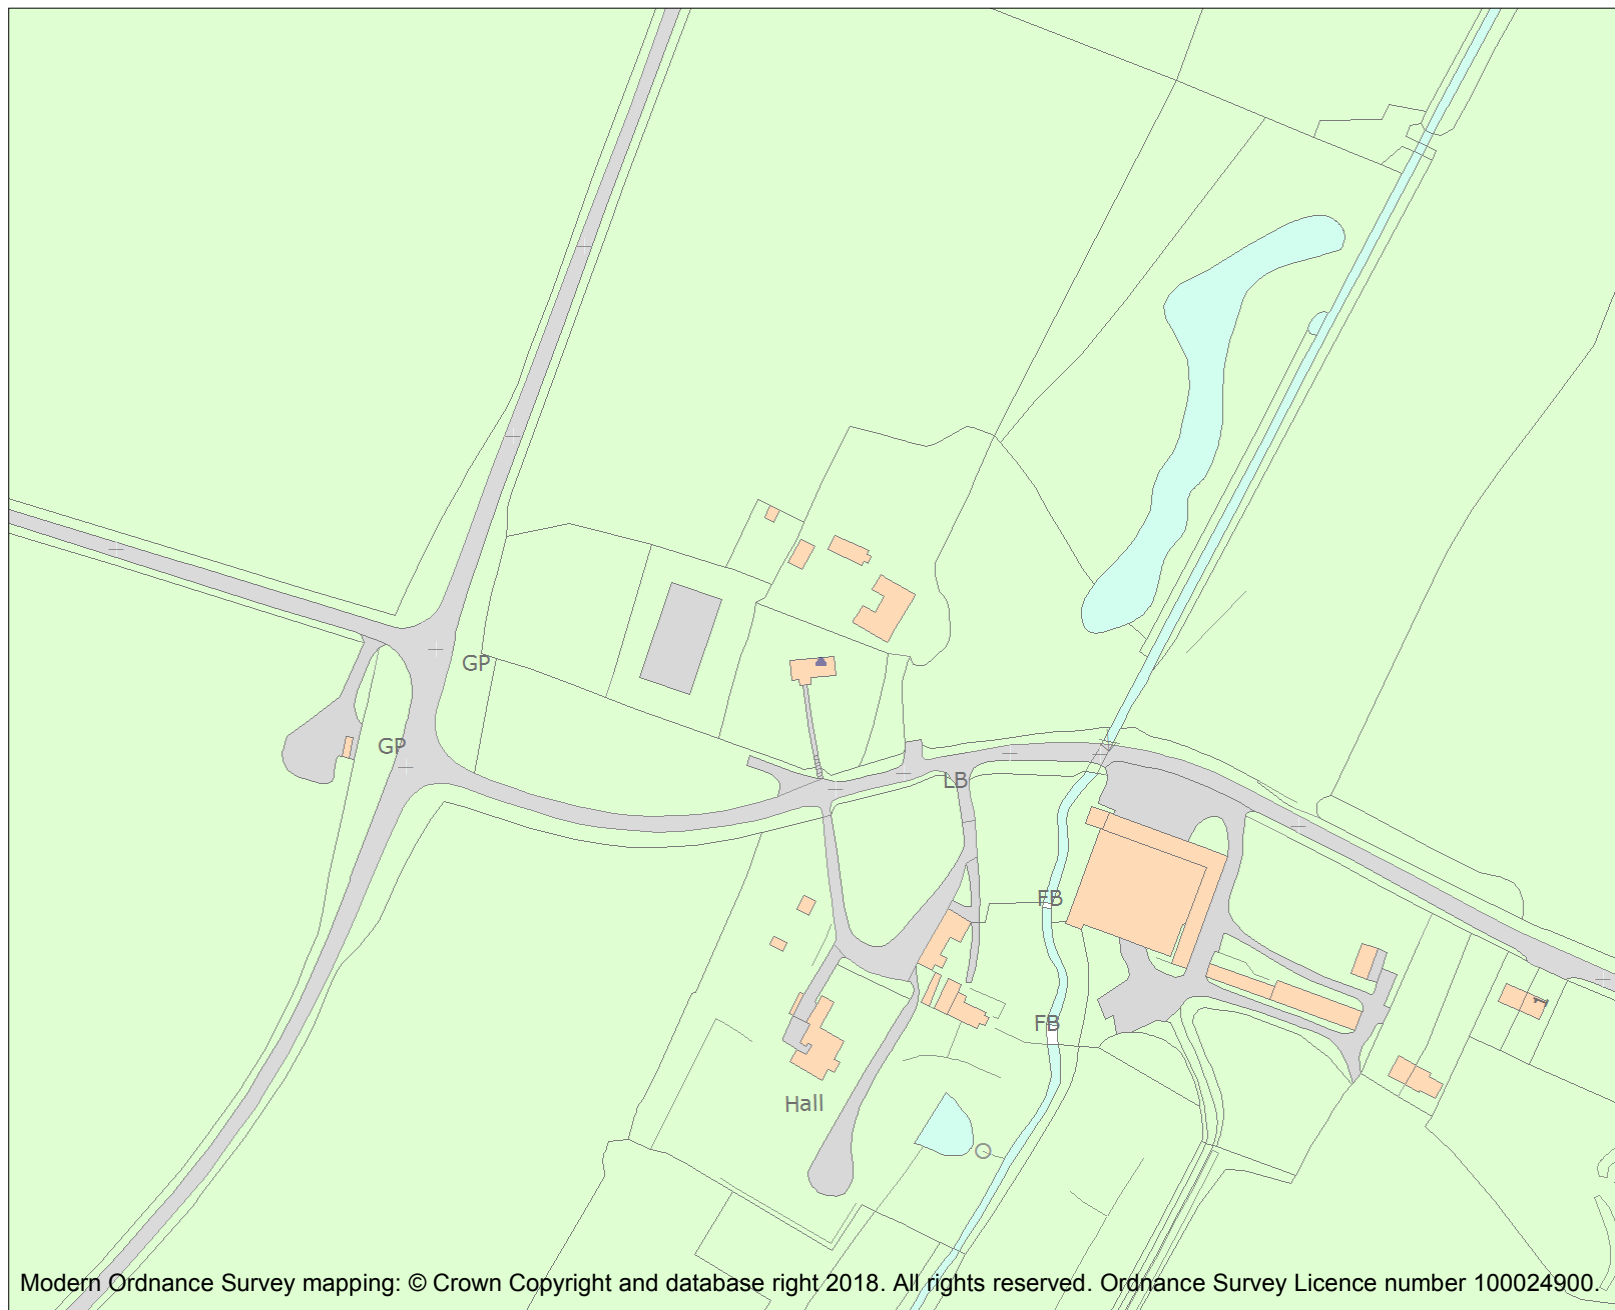 GP
GP
LB
FB
FB
Hall
Modern Ordnance Survey mapping: © Crown Copyright and database right 2018. All rights reserved. Ordnance Survey Licence number 100024900.